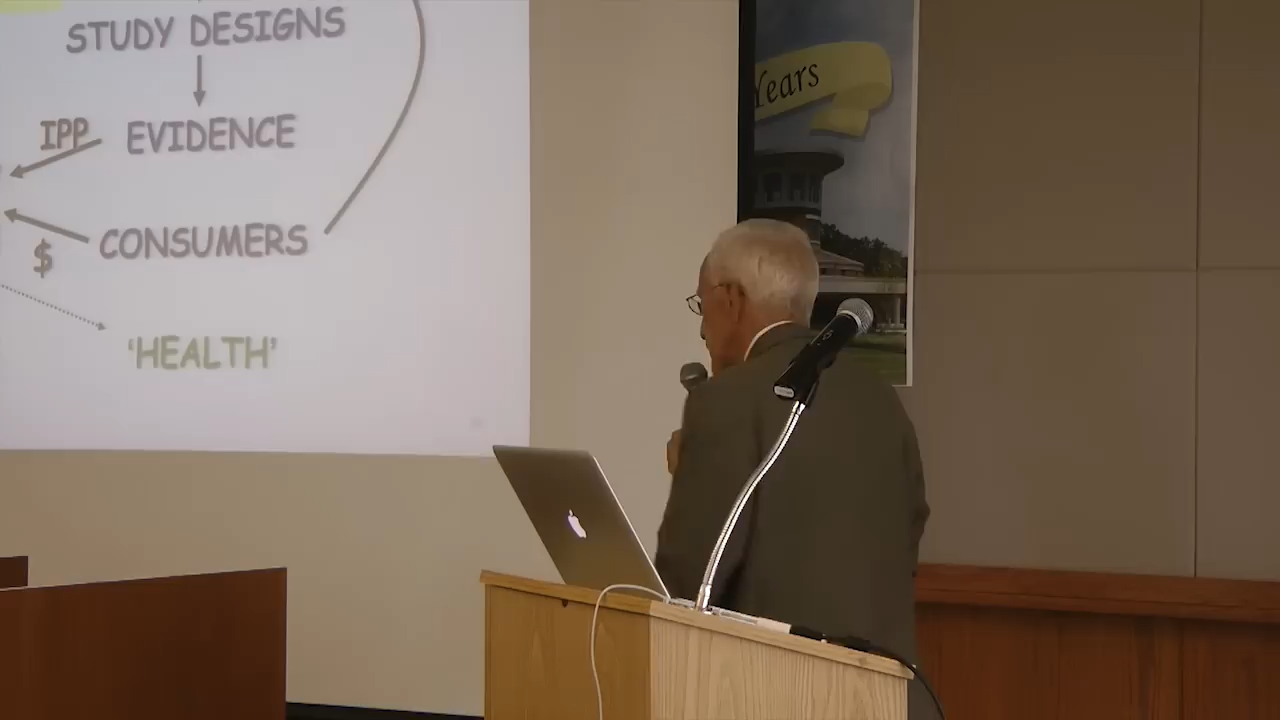 STUDY DESIGNS
IPP
EVIDENCE
CONSUMERS
$
'HEALTH'
Years